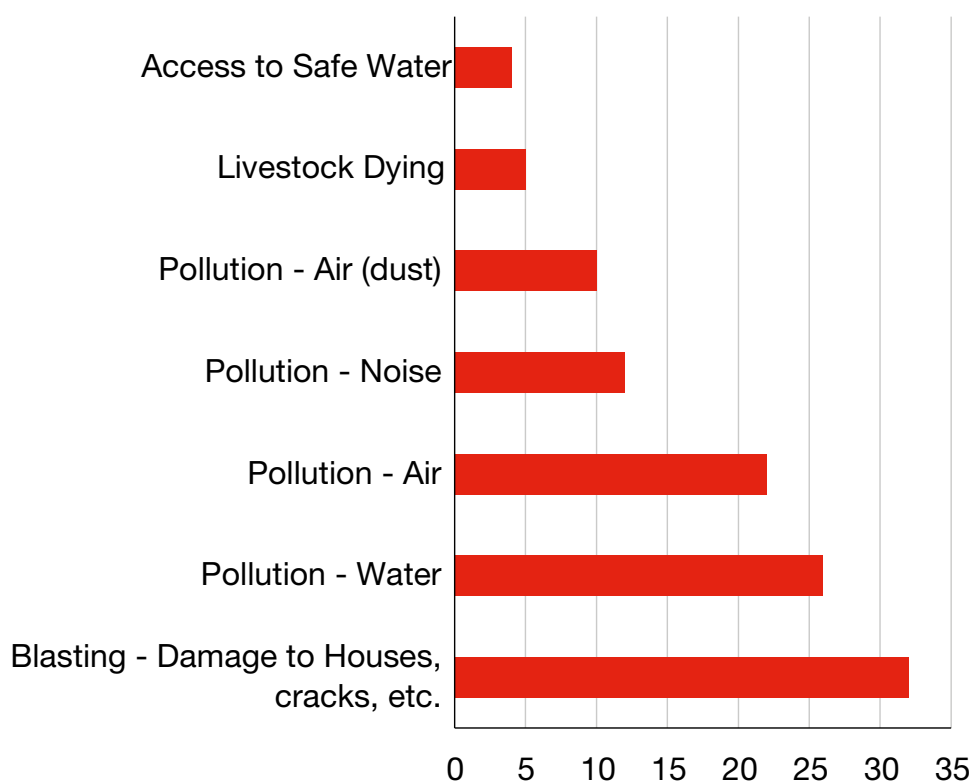 Access to Safe Water
Livestock Dying
Pollution - Air (dust)
Pollution - Noise
Pollution - Air
Pollution - Water
Blasting - Damage to Houses,
cracks, etc.
0 5 10 15 20 25 30 35